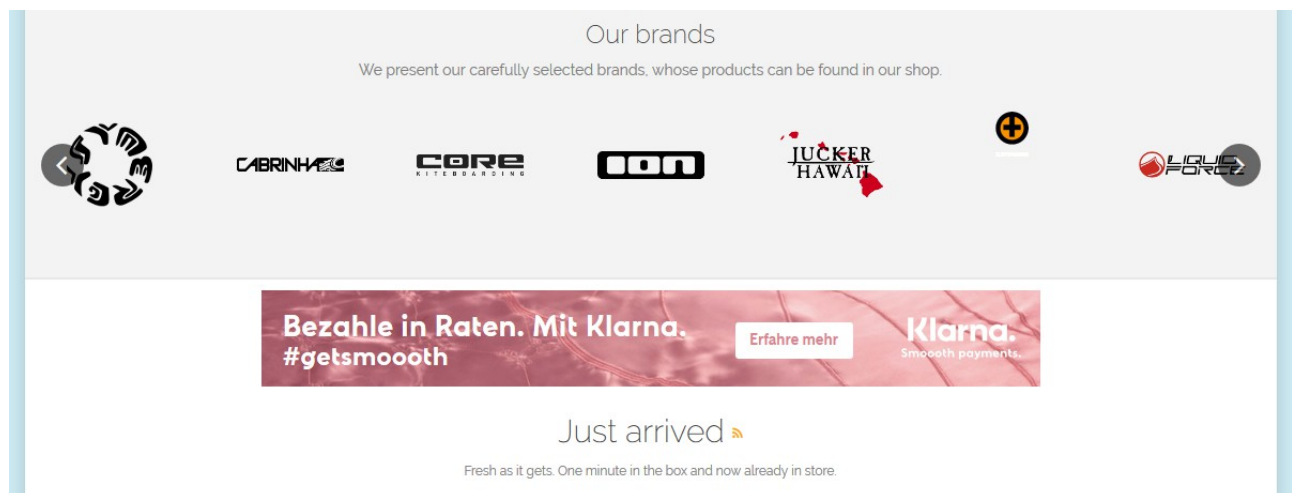 Our brands
We present our carefully selected brands, whose products can be found in our shop.
CABRINHA
CORE
KITEBOARDING
ION
JUCKER
HAWAII
LIQUID
FORCE
Bezahle in Raten. Mit Klarna.
#getsmoooth
Erfahre mehr
Klarna.
Smoooth payments.
Just arrived
Fresh as it gets. One minute in the box and now already in store.